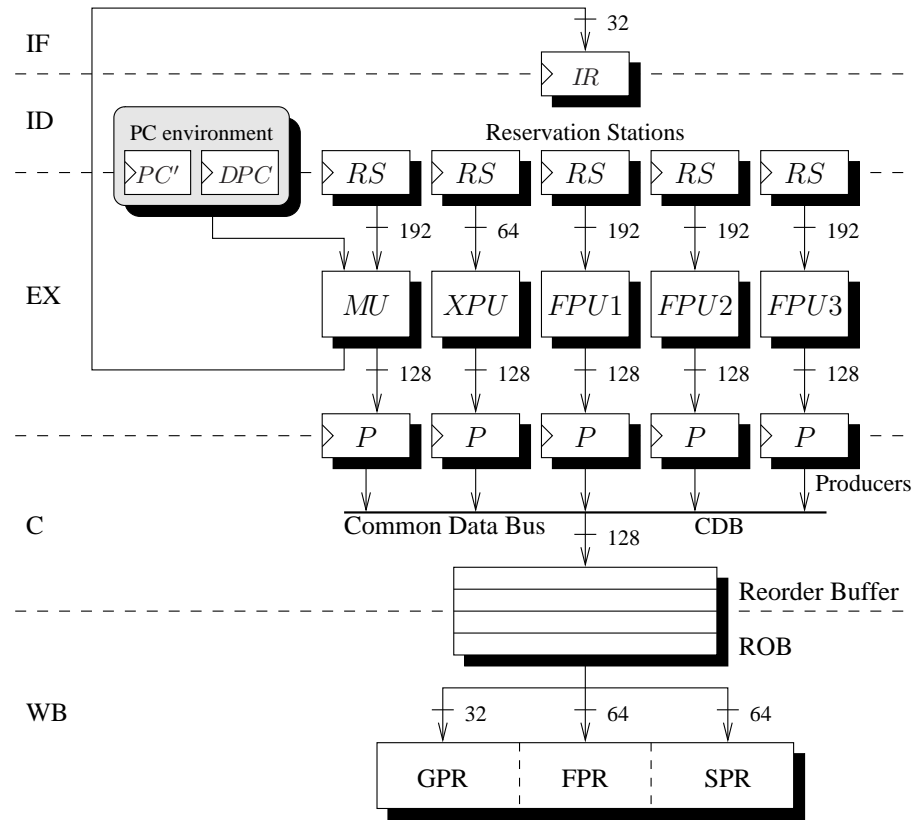 IF
32
IR
ID
PC environment
Reservation Stations
PC' DPC RS RS RS RS RS
192 64 192 192 192
EX
MU XPU FPU1 FPU2 FPU3
128 128 128 128 128
P P P P P
Producers
C
Common Data Bus CDB
128
Reorder Buffer
ROB
WB
32 64 64
GPR FPR SPR